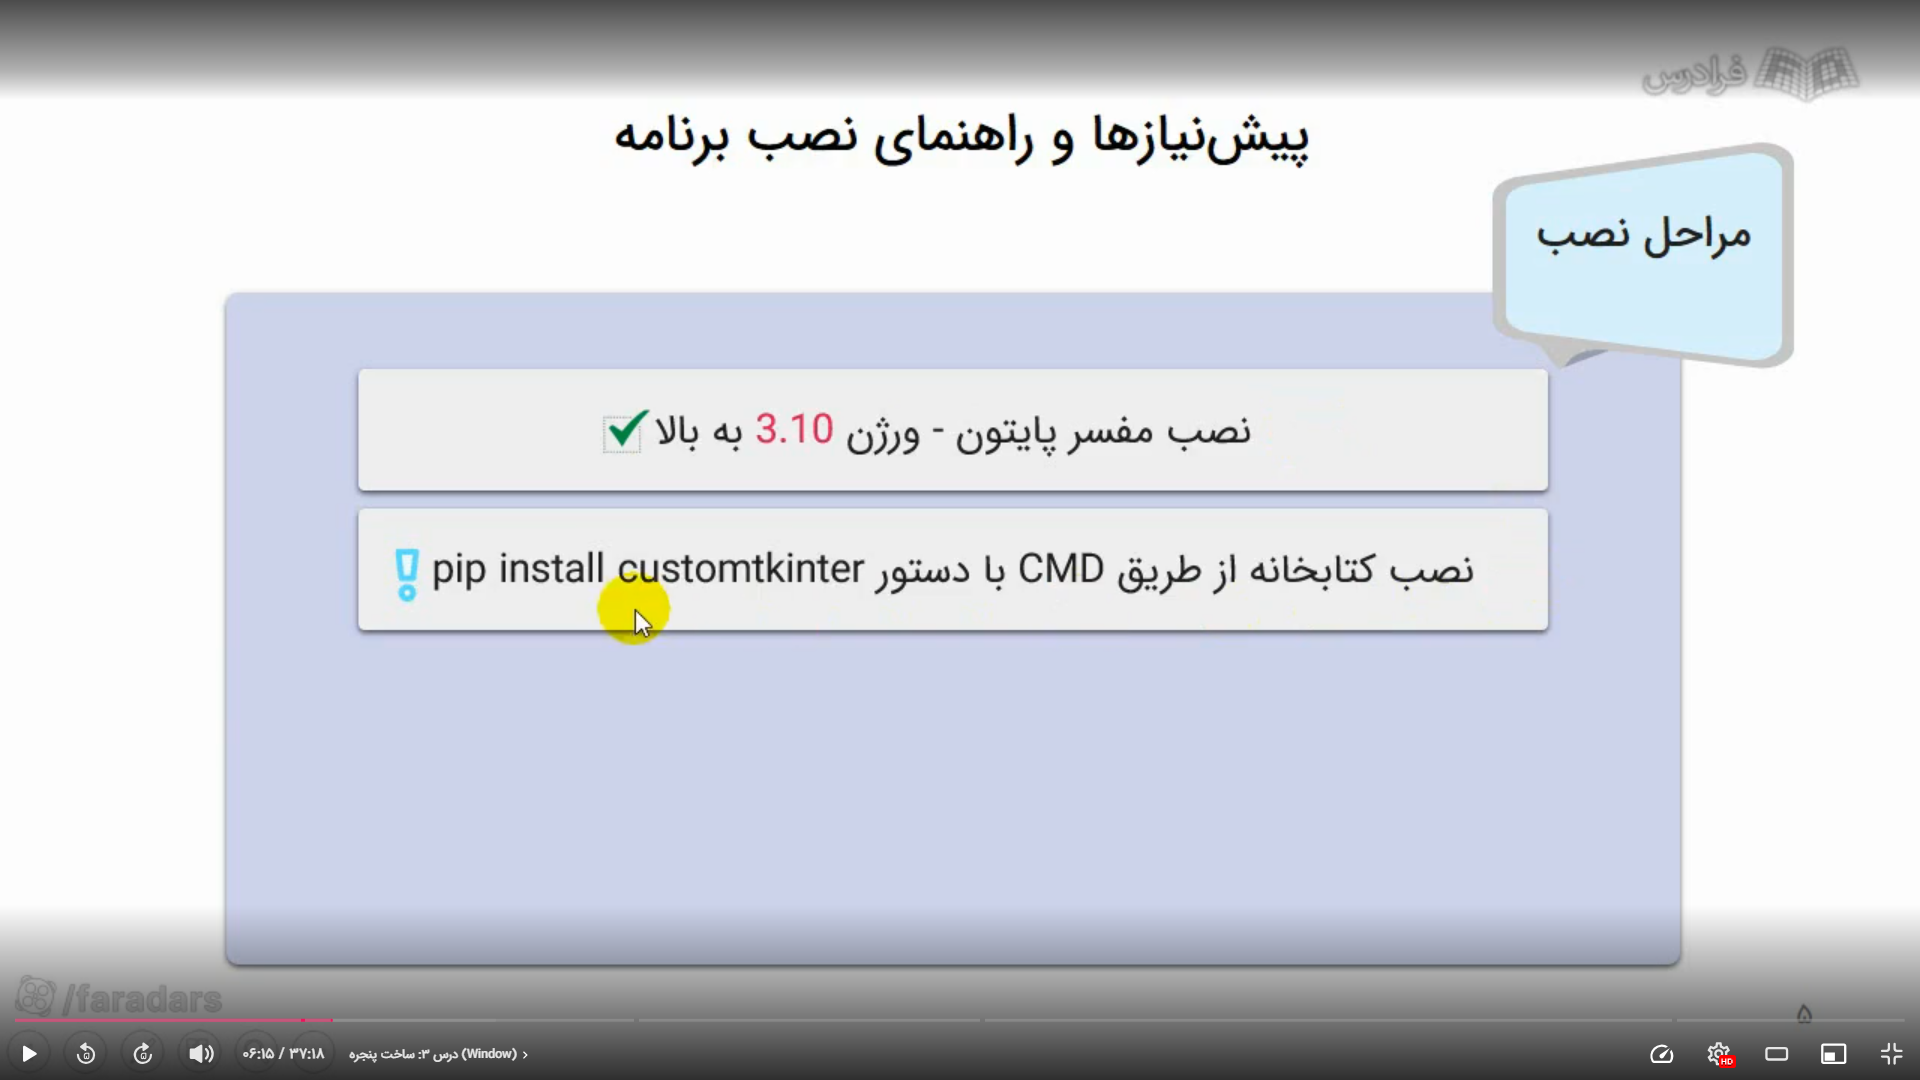 فرادرس
پیش‌نیازها و راهنمای نصب برنامه
مراحل نصب
نصب مفسر پایتون - ورژن 3.10 به بالا
نصب کتابخانه از طریق CMD با دستور pip install customtkinter
/faradars
۵
۰۶:۱۵ / ۳۷:۱۸
درس ۳: ساخت پنجره (Window)
HD